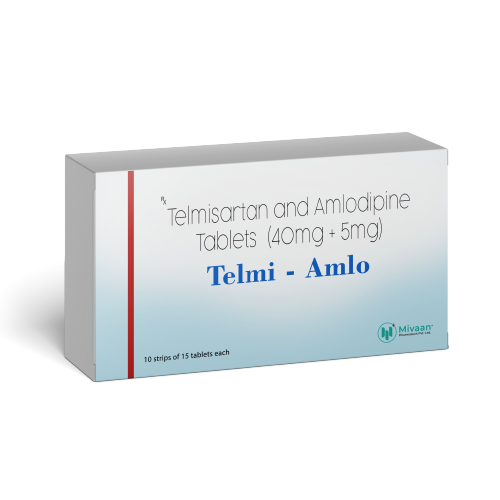 ℞
Telmisartan and Amlodipine
Tablets (40mg + 5mg)
Telmi - Amlo
Mivaan
10 strips of 15 tablets each